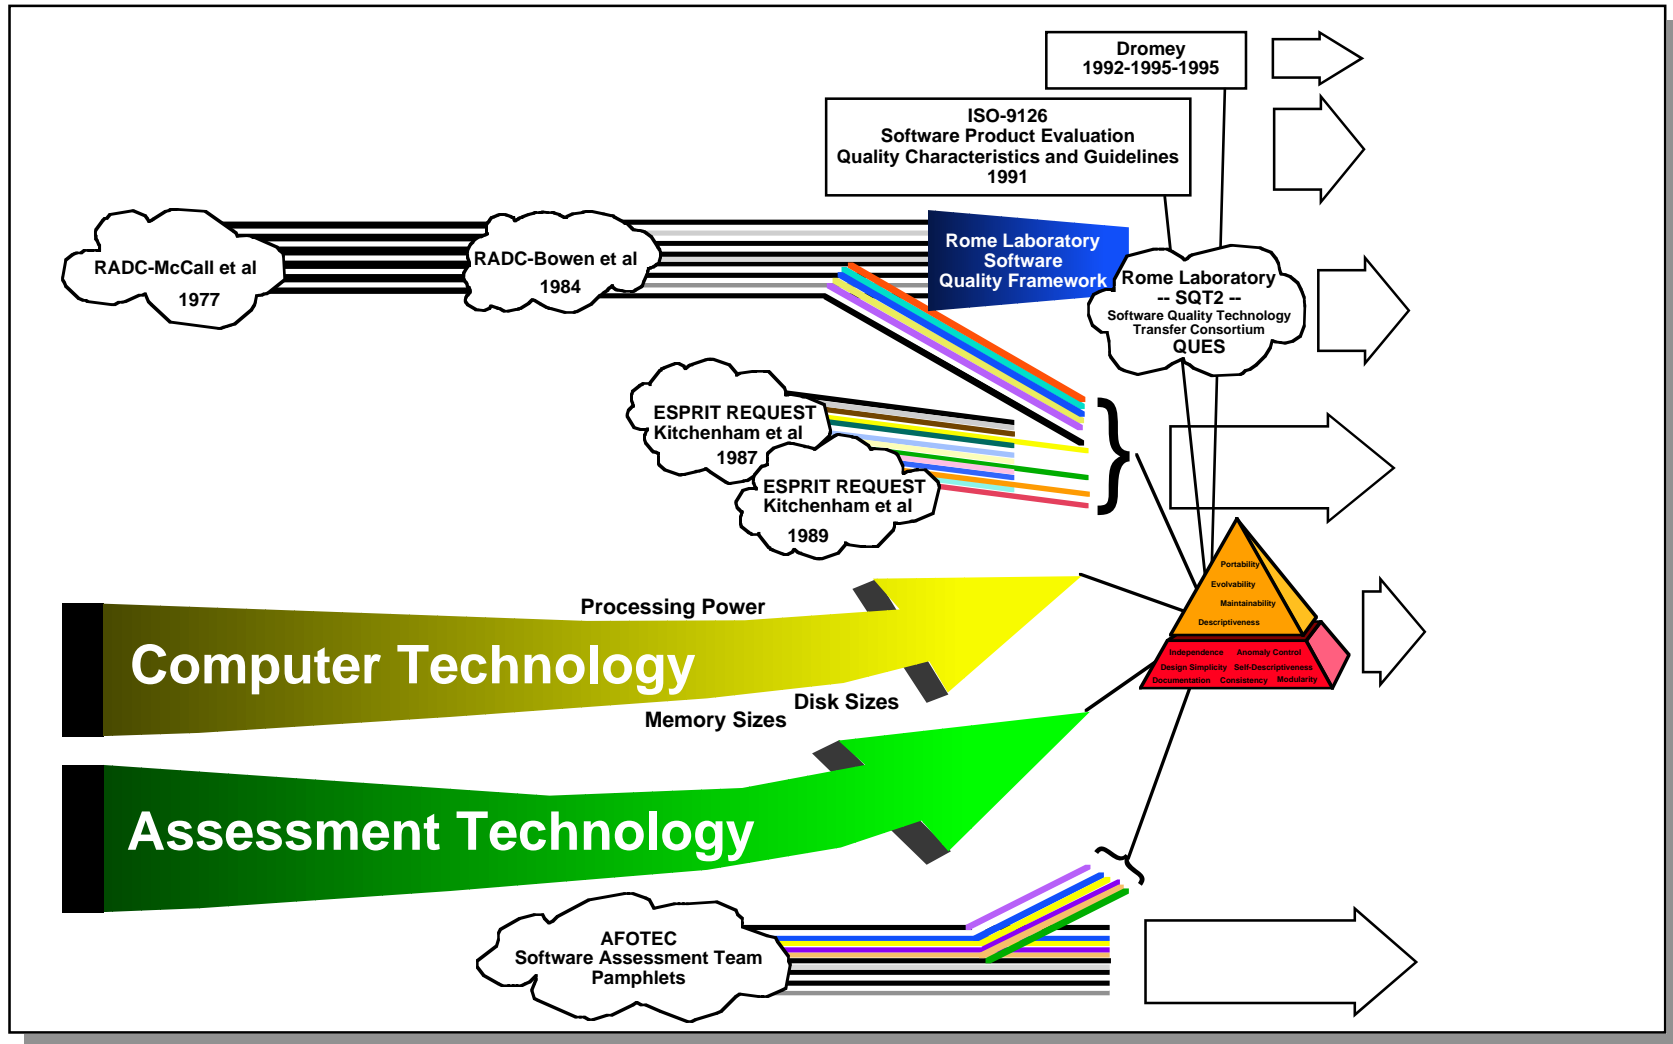 Dromey
1992-1995-1995
ISO-9126
Software Product Evaluation
Quality Characteristics and Guidelines
1991
RADC-McCall et al
1977
RADC-Bowen et al
1984
Rome Laboratory
Software
Quality Framework
Rome Laboratory
-- SQT2 --
Software Quality Technology
Transfer Consortium
QUES
ESPRIT REQUEST
Kitchenham et al
1987
ESPRIT REQUEST
Kitchenham et al
1989
Portability
Evolvability
Maintainability
Descriptiveness
Independence Anomaly Control
Design Simplicity Self-Descriptiveness
Documentation Consistency Modularity
Processing Power
Computer Technology
Disk Sizes
Memory Sizes
Assessment Technology
AFOTEC
Software Assessment Team
Pamphlets